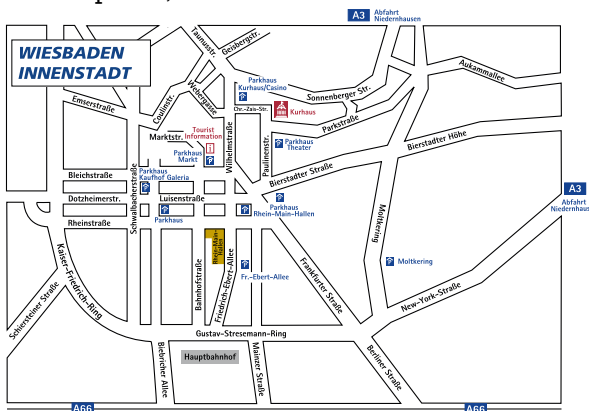 A3
Abfahrt
Niedernhausen
WIESBADEN
INNENSTADT
Taunusstr.
Geisbergstr.
Aukammallee
Parkhaus
Kurhaus/Casino
Sonnenberger Str.
Webergasse
Coulinstr.
Emserstraße
Chr.-Zais-Str.
Kurhaus
Parkstraße
Tourist
Information
Marktstr.
Wilhelmstraße
Paulinenstr.
Parkhaus
Theater
Bierstadter Höhe
Parkhaus
Markt
Bierstadter Straße
Bleichstraße
Parkhaus
Kaufhof Galeria
Schwalbacherstraße
Dotzheimerstr.
Luisenstraße
A3
Abfahrt
Niedernhaus
Parkhaus
Rhein-Main-Hallen
Parkhaus
Rheinstraße
Moltkering
Rhein-Main-
Hallen
Kaiser-Friedrich-Ring
Bahnhofstraße
Friedrich-Ebert-Allee
Fr.-Ebert-Allee
Frankfurter Straße
Moltkering
Schiersteiner Straße
New-York-Straße
Gustav-Stresemann-Ring
Hauptbahnhof
Biebricher Allee
Mainzer Straße
Berliner Straße
A66
A66